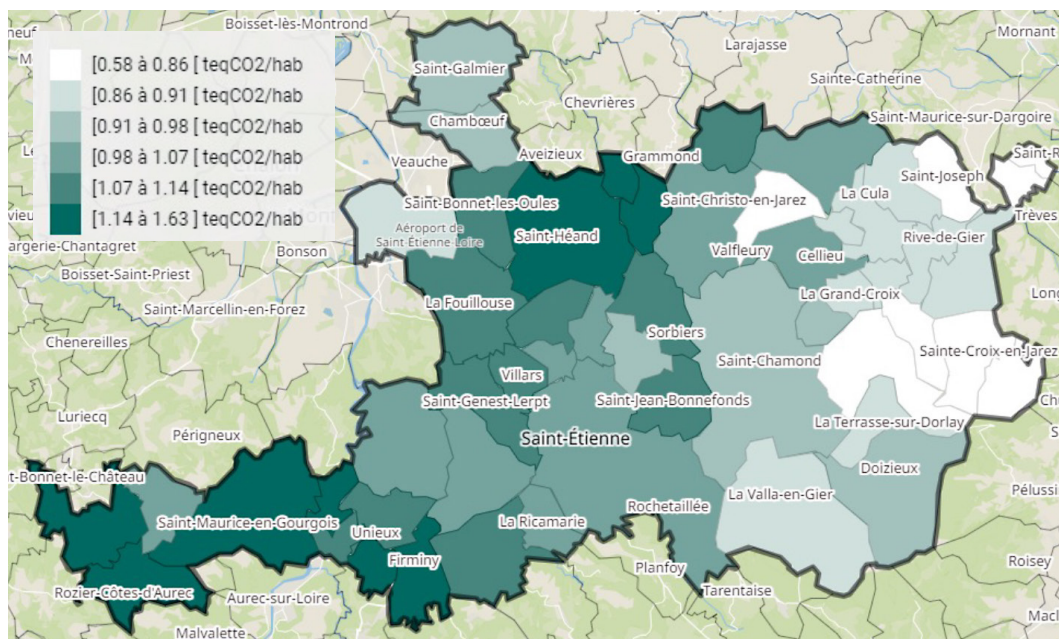 [0.58 à 0.86 [ teqCO2/hab
[0.86 à 0.91 [ teqCO2/hab
[0.91 à 0.98 [ teqCO2/hab
[0.98 à 1.07 [ teqCO2/hab
[1.07 à 1.14 [ teqCO2/hab
[1.14 à 1.63 ] teqCO2/hab
Boisset-lès-Montrond
Mornant
Larajasse
Saint-Galmier
Sainte-Catherine
Chevrières
Saint-Maurice-sur-Dargoire
Chambœuf
Veauche
Aveizieux
Grammond
Saint-Joseph
Saint-Bonnet-les-Oules
Saint-Christo-en-Jarez
La Cula
Trèves
Aéroport de
Saint-Étienne-Loire
Saint-Héand
Rive-de-Gier
argerie-Chantagret
Bonson
Valfleury
Cellieu
Boisset-Saint-Priest
La Fouillouse
La Grand-Croix
Saint-Marcellin-en-Forez
Sorbiers
Chenereilles
Saint-Chamond
Sainte-Croix-en-Jarez
Villars
Saint-Genest-Lerpt
Saint-Jean-Bonnefonds
Luriecq
La Terrasse-sur-Dorlay
Périgneux
Saint-Étienne
t-Bonnet-le-Château
Doizieux
La Valla-en-Gier
Pélussi
Rochetaillée
Saint-Maurice-en-Gourgois
La Ricamarie
Unieux
Firminy
Planfoy
Roisey
Rozier-Côtes-d'Aurec
Aurec-sur-Loire
Tarentaise
Malvalette
Macl